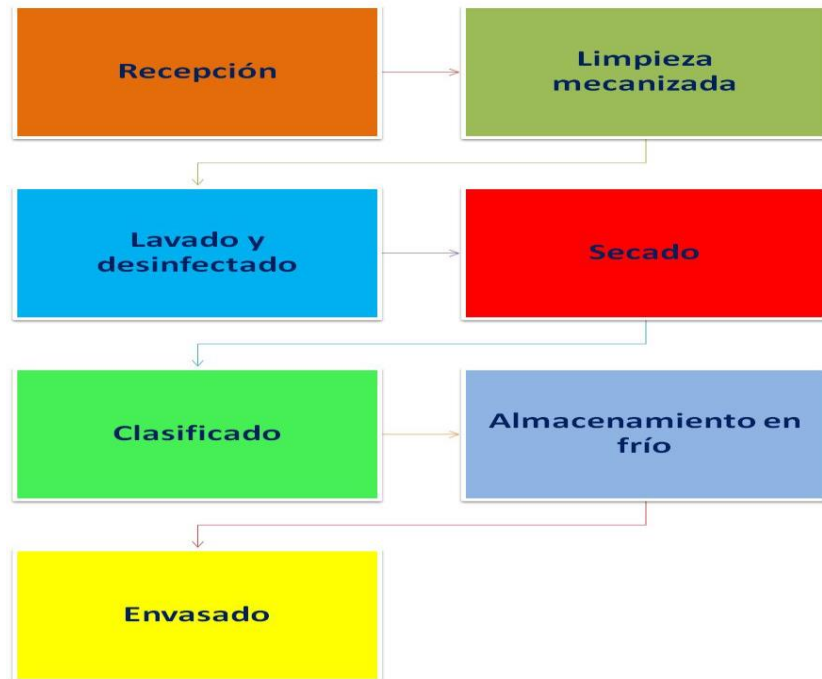 Recepción
Limpieza
mecanizada
Lavado y
desinfectado
Secado
Clasificado
Almacenamiento en
frío
Envasado